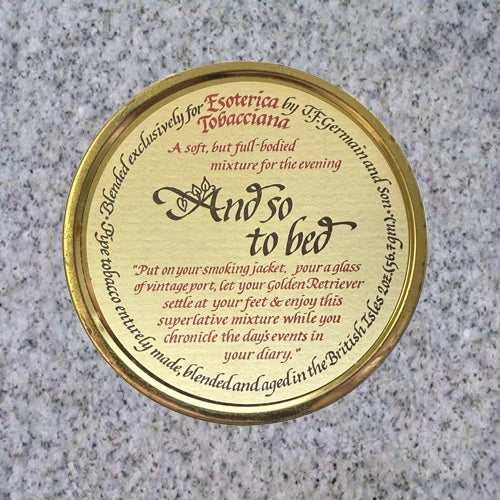 •Blended exclusively for
Esoterica
Tobacciana
by J.F.Germain and Son•
A soft, but full-bodied
mixture for the evening
And so
to bed
"Put on your smoking jacket, pour a glass
of vintage port, let your Golden Retriever
settle at your feet & enjoy this
superlative mixture while you
chronicle the day's events in
your diary."
Pipe tobacco entirely made, blended and aged in the British Isles 2oz.(56.7gm).